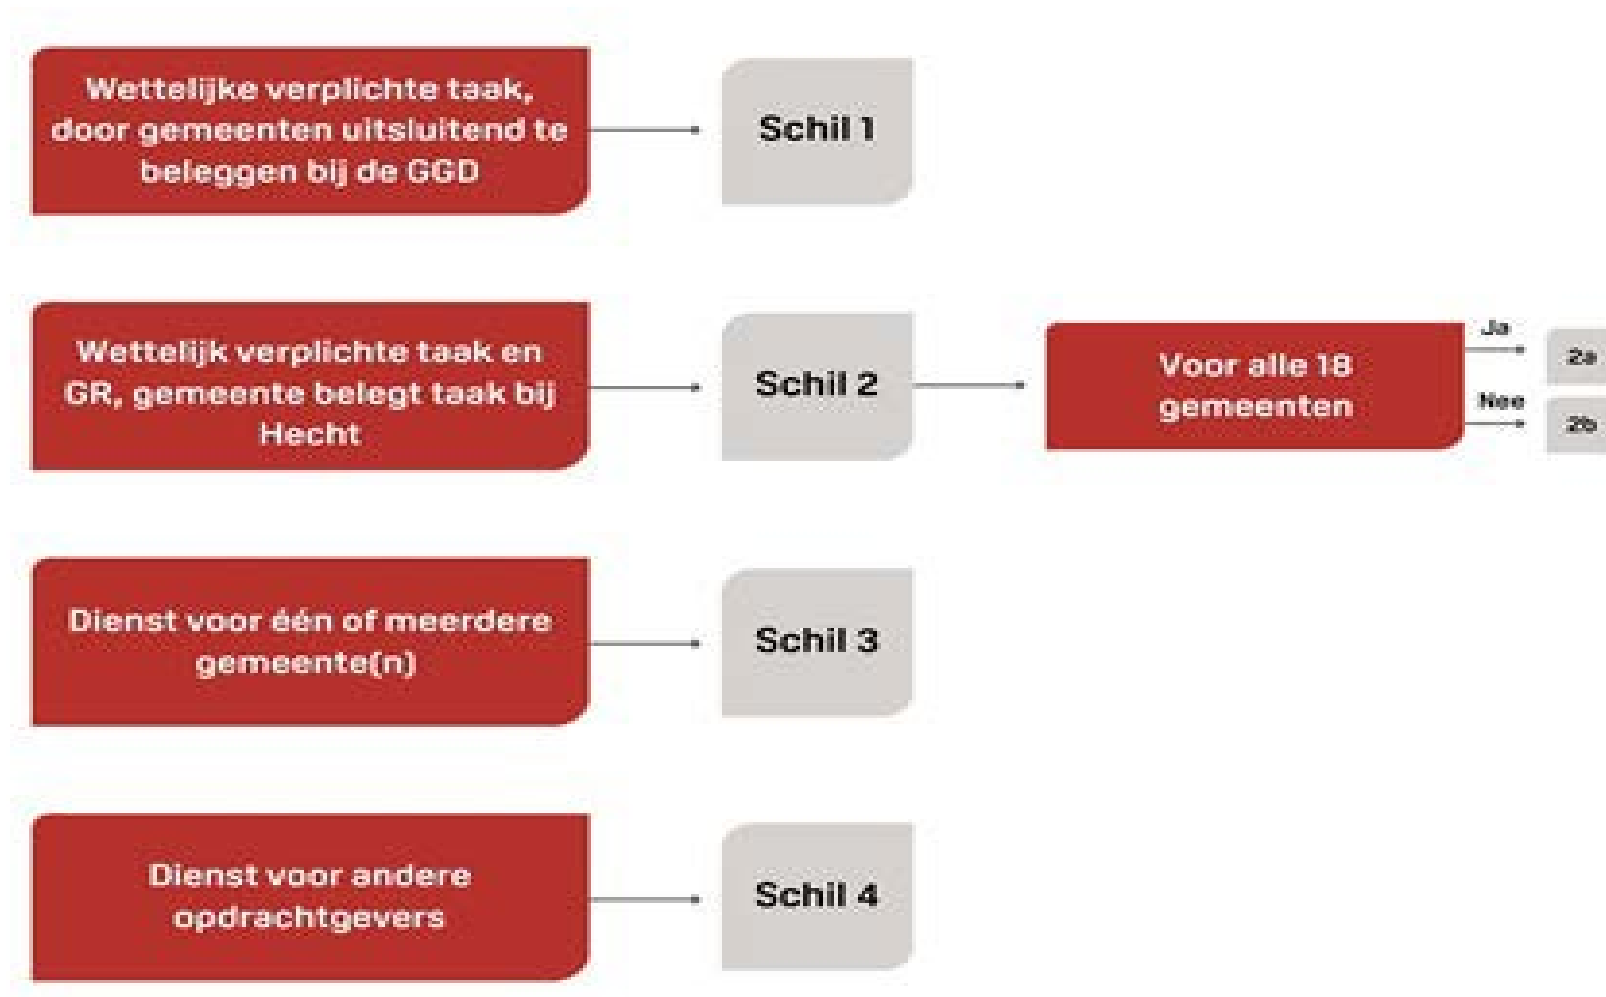 Wettelijke verplichte taak,
door gemeenten uitsluitend te
beleggen bij de GGD
Schil 1
Wettelijk verplichte taak en
GR, gemeente belegt taak bij
Hecht
Schil 2
Voor alle 18
gemeenten
Ja
2a
Nee
2b
Dienst voor één of meerdere
gemeente(n)
Schil 3
Dienst voor andere
opdrachtgevers
Schil 4